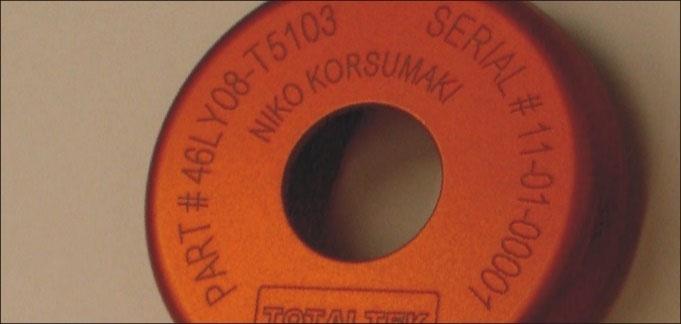 PART # 46LY08-T5103
NIKO KORSUMAKI
SERIAL # 11-01-00001
TOTALTEK